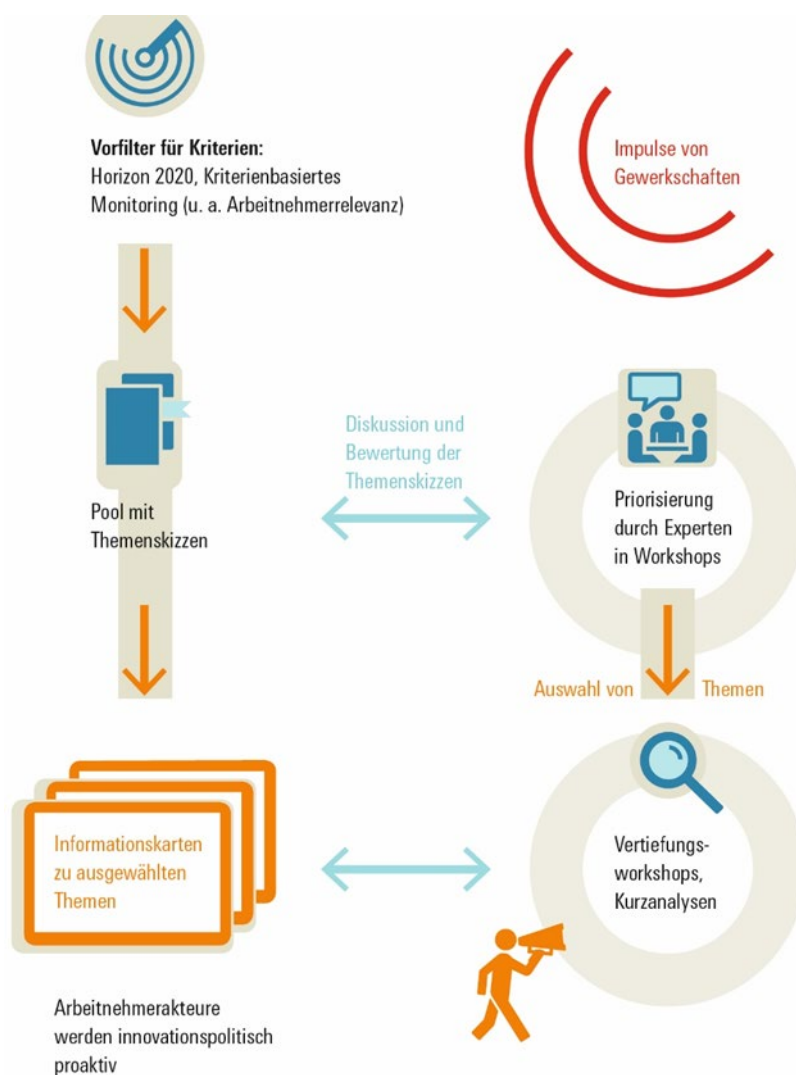 Vorfilter für Kriterien:
Horizon 2020, Kriterienbasiertes
Monitoring (u. a. Arbeitnehmerrelevanz)
Impulse von
Gewerkschaften
Diskussion und
Bewertung der
Themenskizzen
Pool mit
Themenskizzen
Priorisierung
durch Experten
in Workshops
Auswahl von Themen
Informationskarten
zu ausgewählten
Themen
Vertiefungs-
workshops,
Kurzanalysen
Arbeitnehmerakteure
werden innovationspolitisch
proaktiv